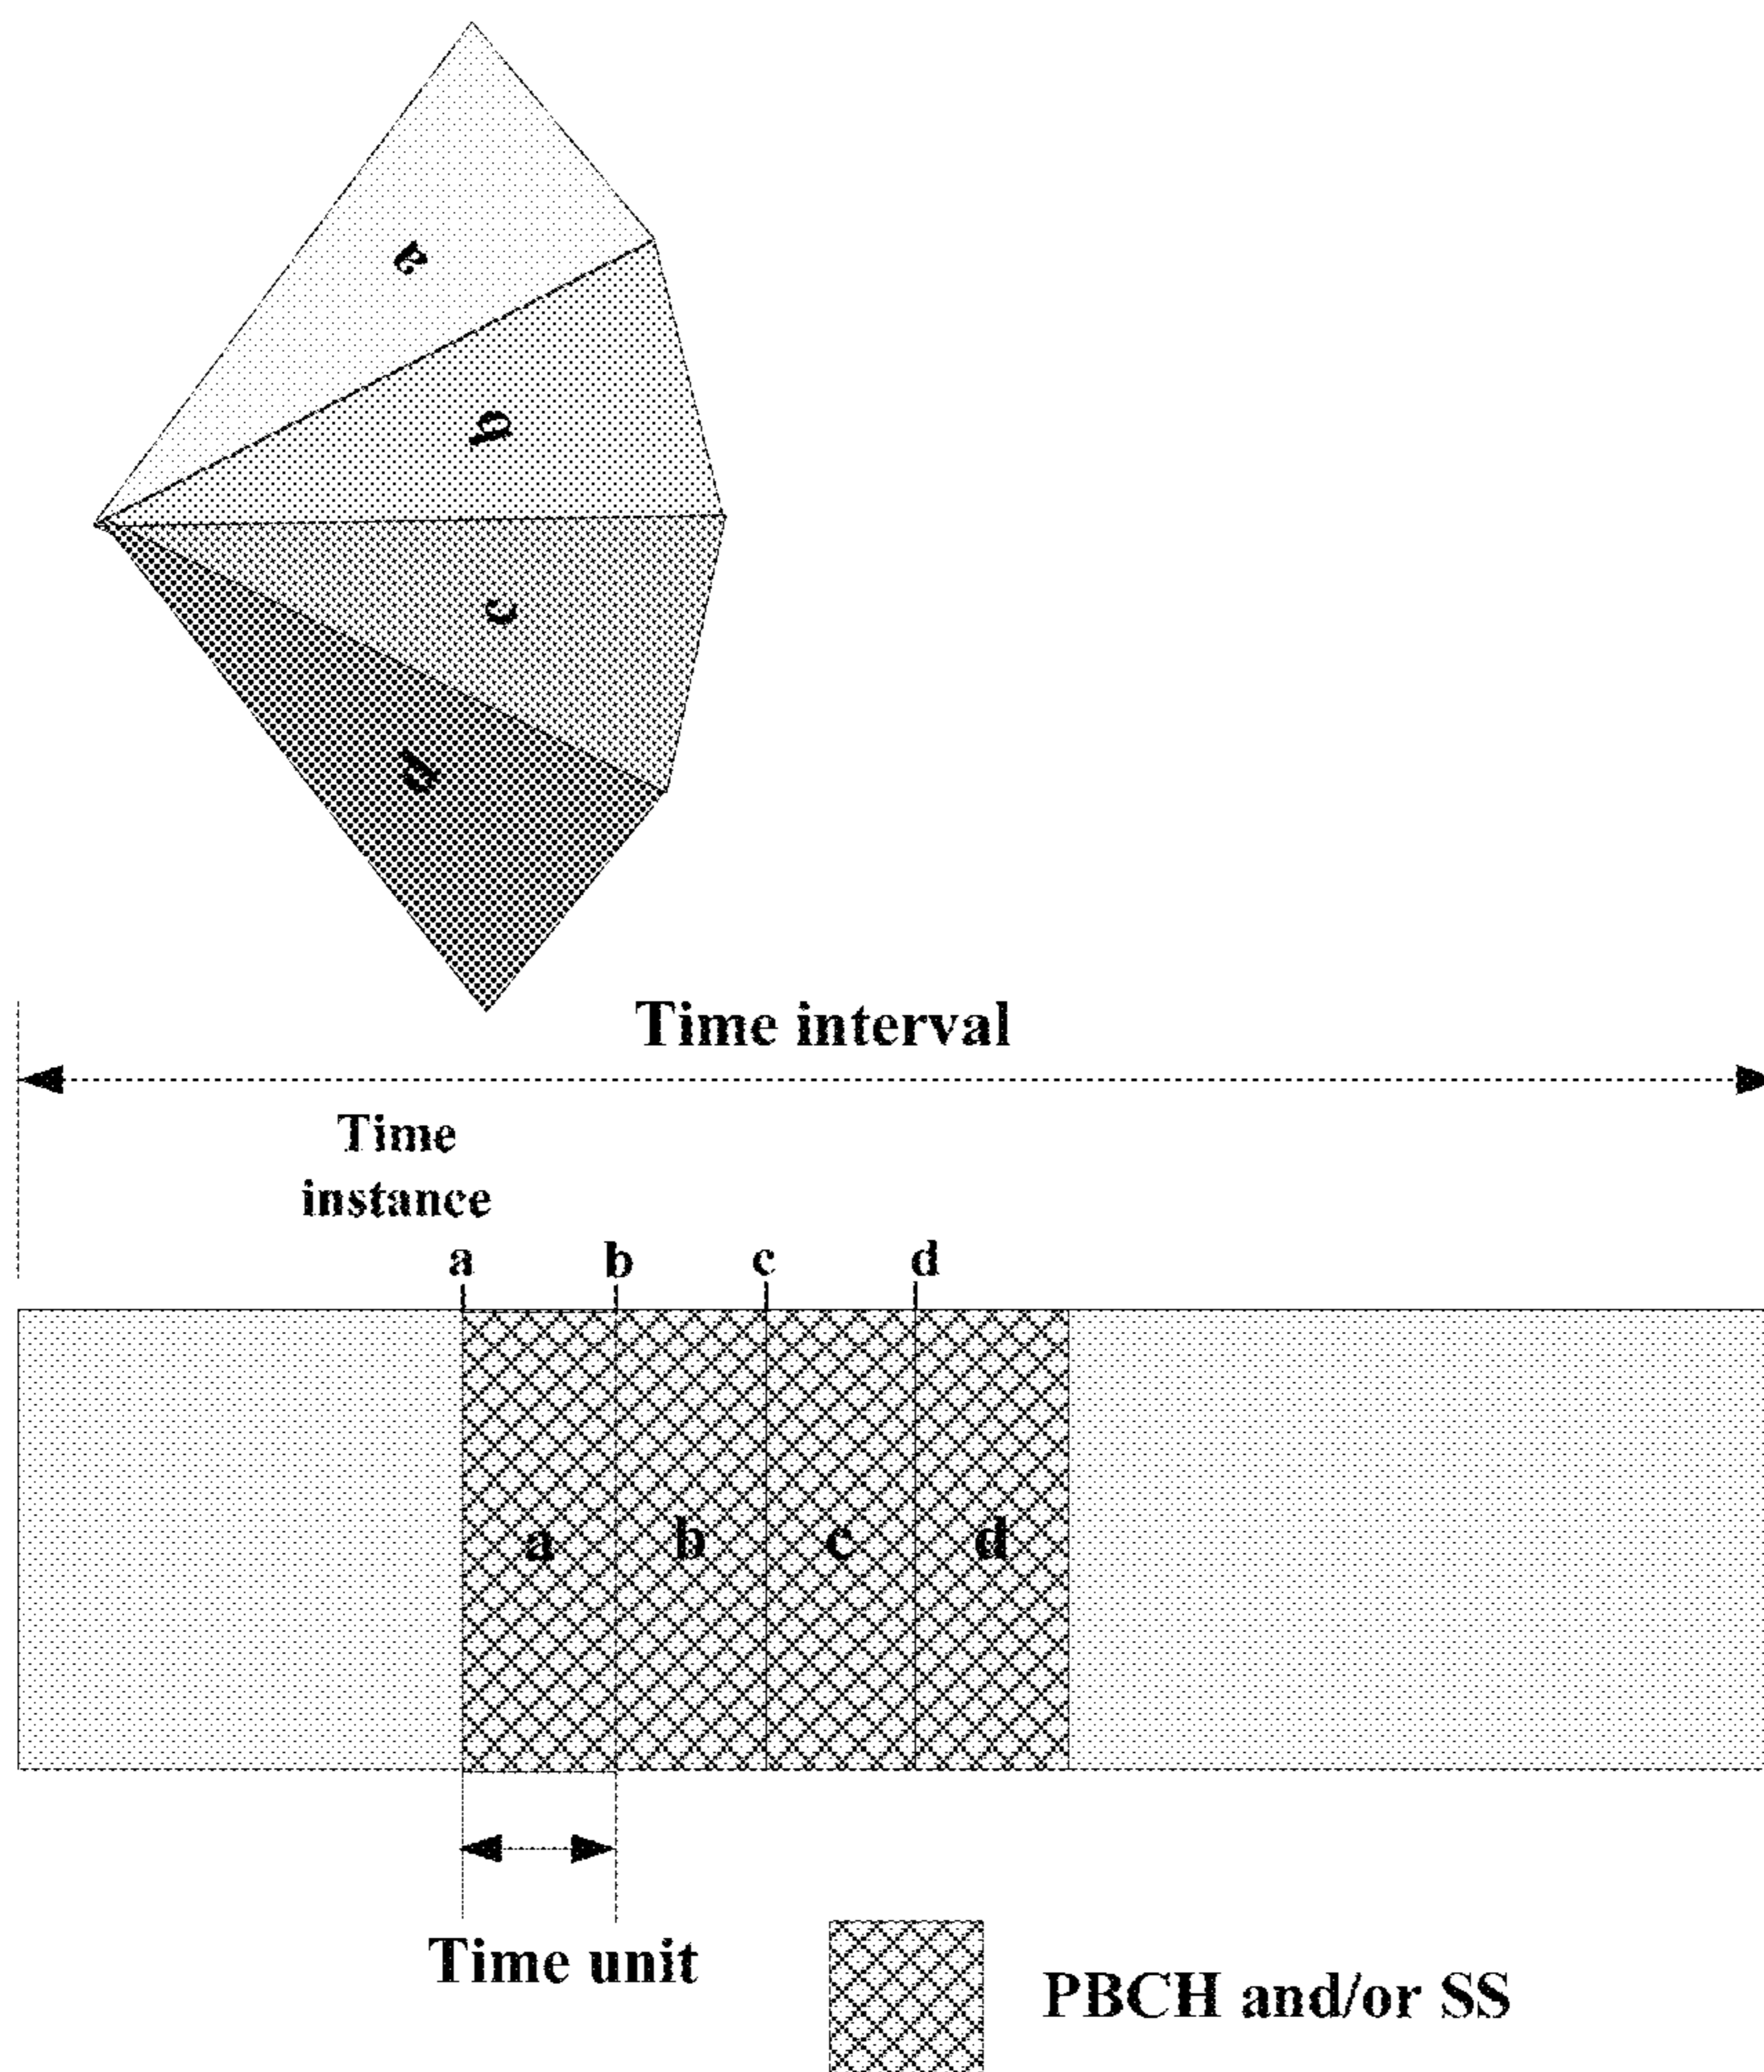 a
b
c
d
Time interval
Time
instance
a b c d
a b c d
Time unit
PBCH and/or SS